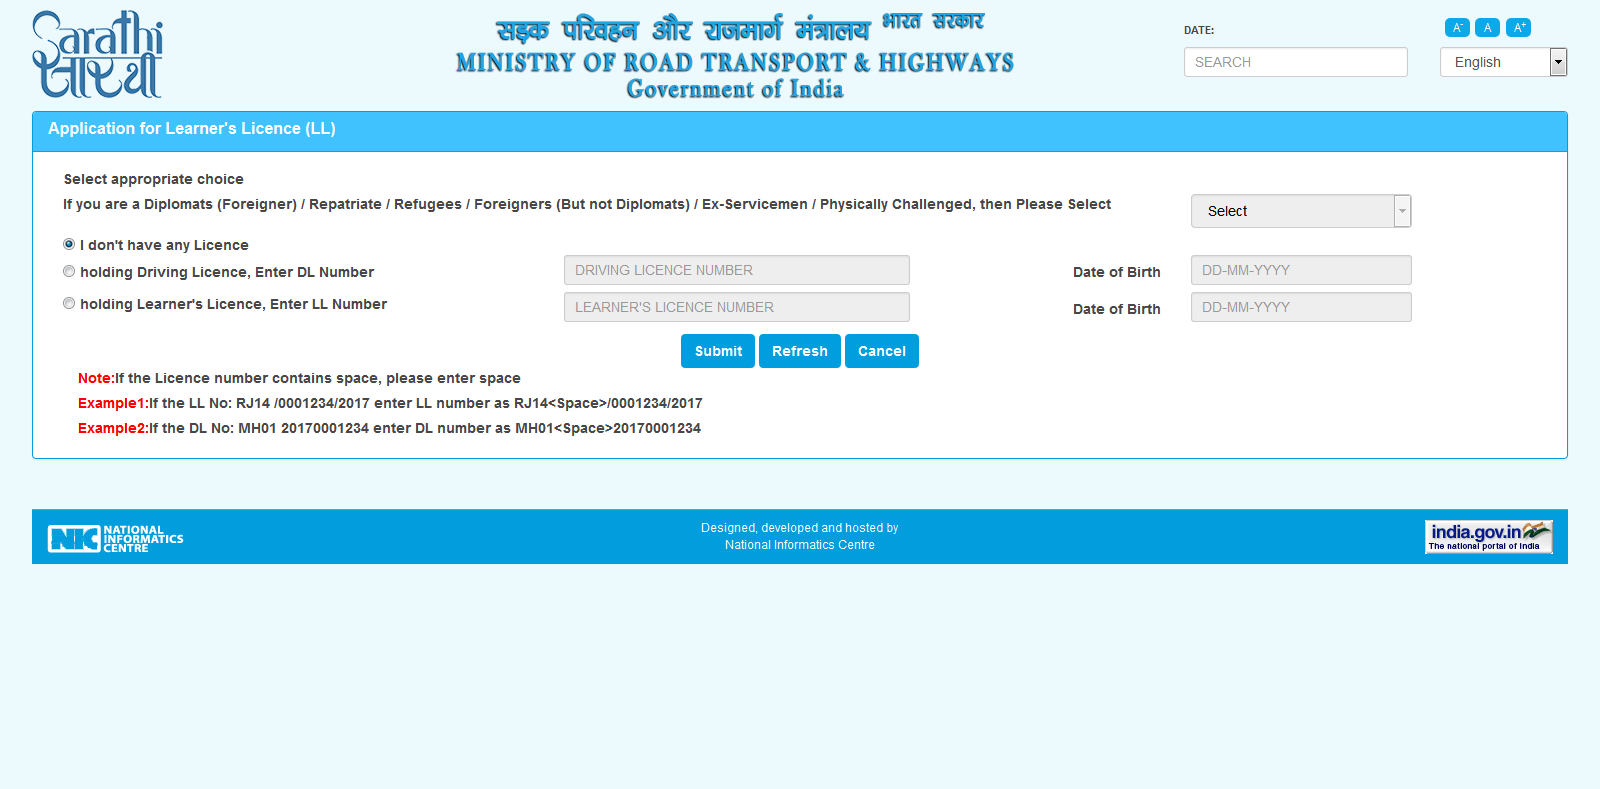 Sarathi
सारथी
सड़क परिवहन और राजमार्ग मंत्रालय भारत सरकार
MINISTRY OF ROAD TRANSPORT & HIGHWAYS
Government of India
DATE:
A- A A+
SEARCH
English
Application for Learner's Licence (LL)
Select appropriate choice
If you are a Diplomats (Foreigner) / Repatriate / Refugees / Foreigners (But not Diplomats) / Ex-Servicemen / Physically Challenged, then Please Select
Select
I don't have any Licence
holding Driving Licence, Enter DL Number DRIVING LICENCE NUMBER Date of Birth DD-MM-YYYY
holding Learner's Licence, Enter LL Number LEARNER'S LICENCE NUMBER Date of Birth DD-MM-YYYY
Submit Refresh Cancel
Note:If the Licence number contains space, please enter space
Example1:If the LL No: RJ14 /0001234/2017 enter LL number as RJ14<Space>/0001234/2017
Example2:If the DL No: MH01 20170001234 enter DL number as MH01<Space>20170001234
NIC NATIONAL
INFORMATICS
CENTRE
Designed, developed and hosted by
National Informatics Centre
india.gov.in
The national portal of India